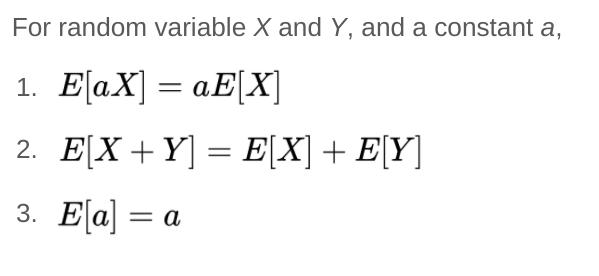 For random variable X and Y, and a constant a,
1. E[aX] = aE[X]
2. E[X + Y] = E[X] + E[Y]
3. E[a] = a